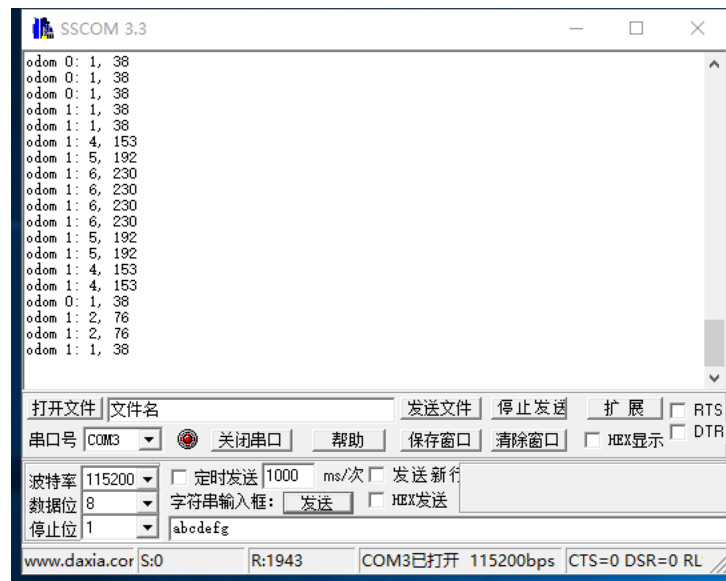 SSCOM 3.3
odom 0: 1, 38
odom 0: 1, 38
odom 0: 1, 38
odom 1: 1, 38
odom 1: 1, 38
odom 1: 4, 153
odom 1: 5, 192
odom 1: 6, 230
odom 1: 6, 230
odom 1: 6, 230
odom 1: 6, 230
odom 1: 5, 192
odom 1: 5, 192
odom 1: 4, 153
odom 1: 4, 153
odom 0: 1, 38
odom 1: 2, 76
odom 1: 2, 76
odom 1: 1, 38
打开文件 文件名 发送文件 停止发送 扩展 RTS
串口号 COM3 关闭串口 帮助 保存窗口 清除窗口 HEX显示 DTR
波特率 115200 定时发送 1000 ms/次 发送新行
数据位 8 字符串输入框: 发送 HEX发送
停止位 1 abcdefg
www.daxia.cor S:0 R:1943 COM3已打开 115200bps CTS=0 DSR=0 RL